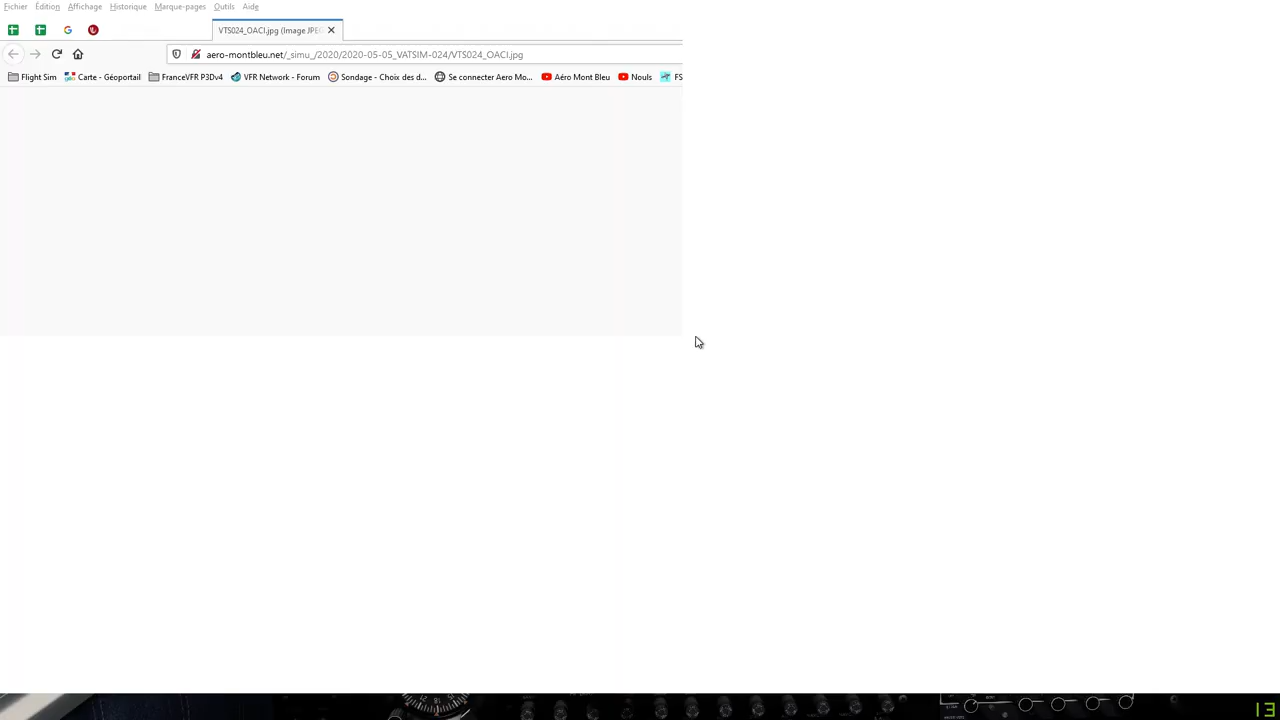 Fichier Édition Affichage Historique Marque-pages Outils Aide
VTS024_OACI.jpg (Image JPEG
aero-montbleu.net/_simu_/2020/2020-05-05_VATSIM-024/VTS024_OACI.jpg
Flight Sim Carte - Géoportail FranceVFR P3Dv4 VFR Network - Forum Sondage - Choix des d... Se connecter Aero Mo... Aéro Mont Bleu Nouls FS
13